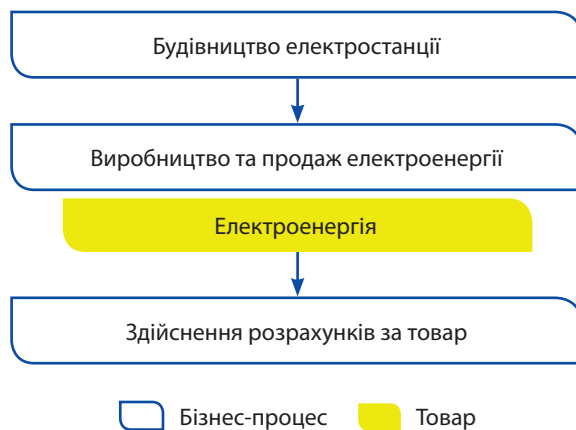 Будівництво електростанції
Виробництво та продаж електроенергії
Електроенергія
Здійснення розрахунків за товар
Бізнес-процес Товар